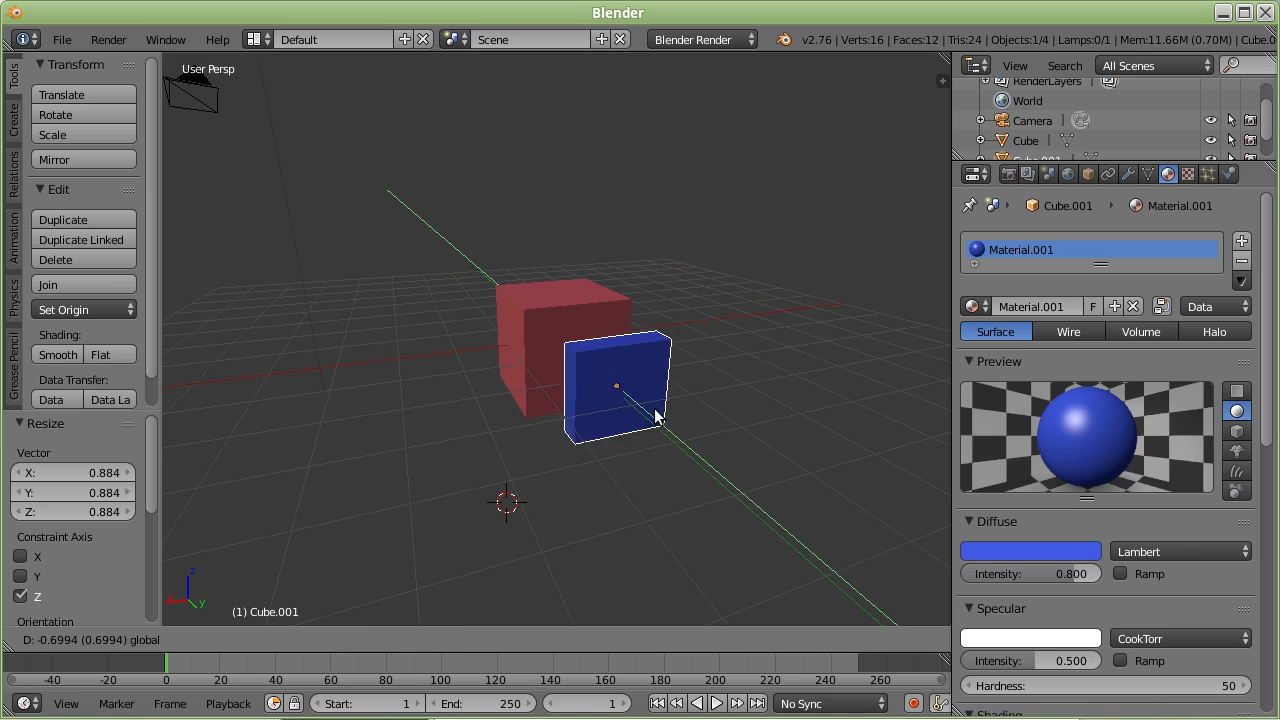 Blender
File Render Window Help Default Scene Blender Render v2.76 | Verts:16 | Faces:12 | Tris:24 | Objects:1/4 | Lamps:0/1 | Mem:11.66M (0.70M) | Cube.0
Tools
Create
Relations
Animation
Physics
Grease Pencil
Transform
Translate
Rotate
Scale
Mirror
Edit
Duplicate
Duplicate Linked
Delete
Join
Set Origin
Shading:
Smooth Flat
Data Transfer:
Data Data La
Resize
Vector
X: 0.884
Y: 0.884
Z: 0.884
Constraint Axis
X
Y
Z
Orientation
User Persp
z
y
(1) Cube.001
D: -0.6994 (0.6994) global
View Search All Scenes
RenderLayers
World
Camera
Cube
Cube.001
Cube.001 Material.001
Material.001
Material.001 F Data
Surface Wire Volume Halo
Preview
Diffuse
Lambert
Intensity: 0.800 Ramp
Specular
CookTorr
Intensity: 0.500 Ramp
Hardness: 50
Shading
-40 -20 0 20 40 60 80 100 120 140 160 180 200 220 240 260
View Marker Frame Playback Start: 1 End: 250 1 No Sync